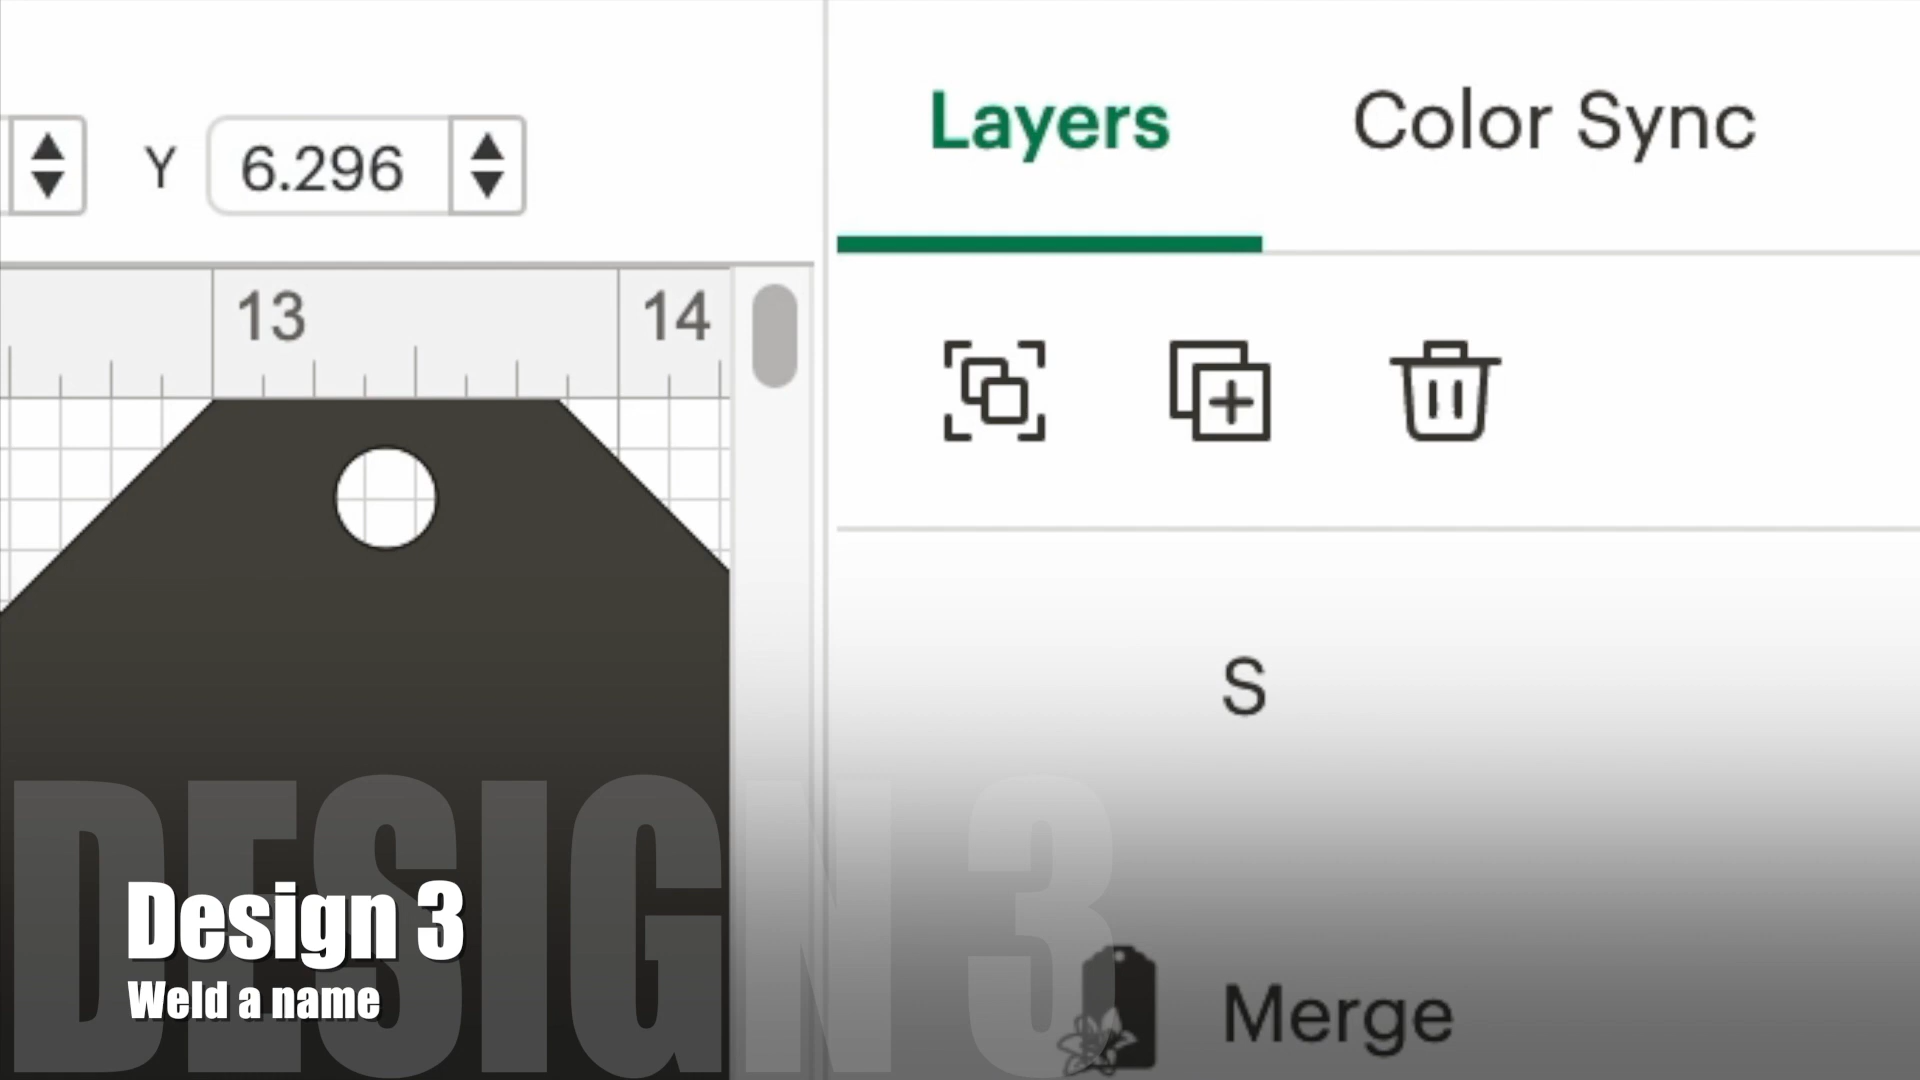 Layers Color Sync
Y 6.296
13 14
S
DESIGN 3
Design 3
Weld a name
Merge